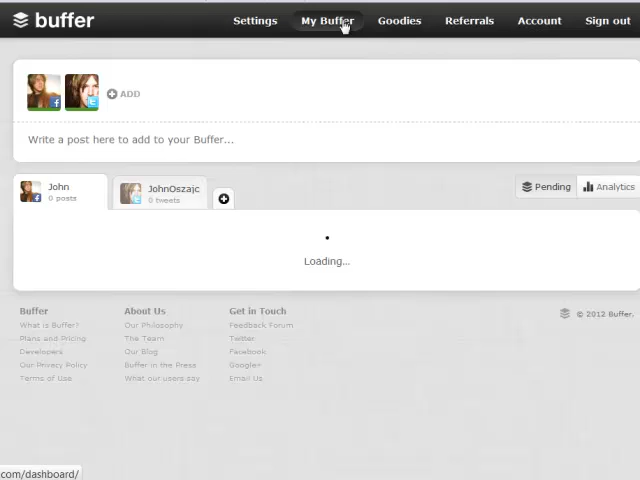 buffer
Settings My Buffer Goodies Referrals Account Sign out
ADD
Write a post here to add to your Buffer...
John
0 posts
JohnOszajc
0 tweets
Pending Analytics
Loading...
Buffer
What is Buffer?
Plans and Pricing
Developers
Our Privacy Policy
Terms of Use
About Us
Our Philosophy
The Team
Our Blog
Buffer in the Press
What our users say
Get in Touch
Feedback Forum
Twitter
Facebook
Google+
Email Us
© 2012 Buffer.
com/dashboard/